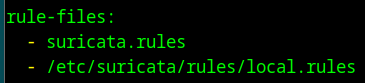 rule-files:
  - suricata.rules
  - /etc/suricata/rules/local.rules